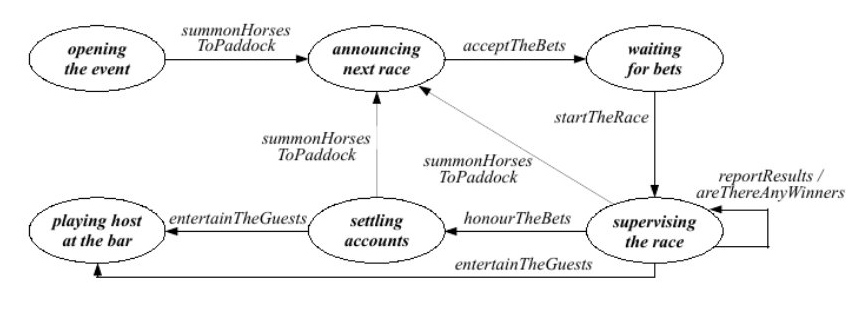 summonHorses
ToPaddock
opening
the event
announcing
next race
acceptTheBets
waiting
for bets
startTheRace
summonHorses
ToPaddock
summonHorses
ToPaddock
reportResults /
areThereAnyWinners
playing host
at the bar
entertainTheGuests
settling
accounts
honourTheBets
supervising
the race
entertainTheGuests